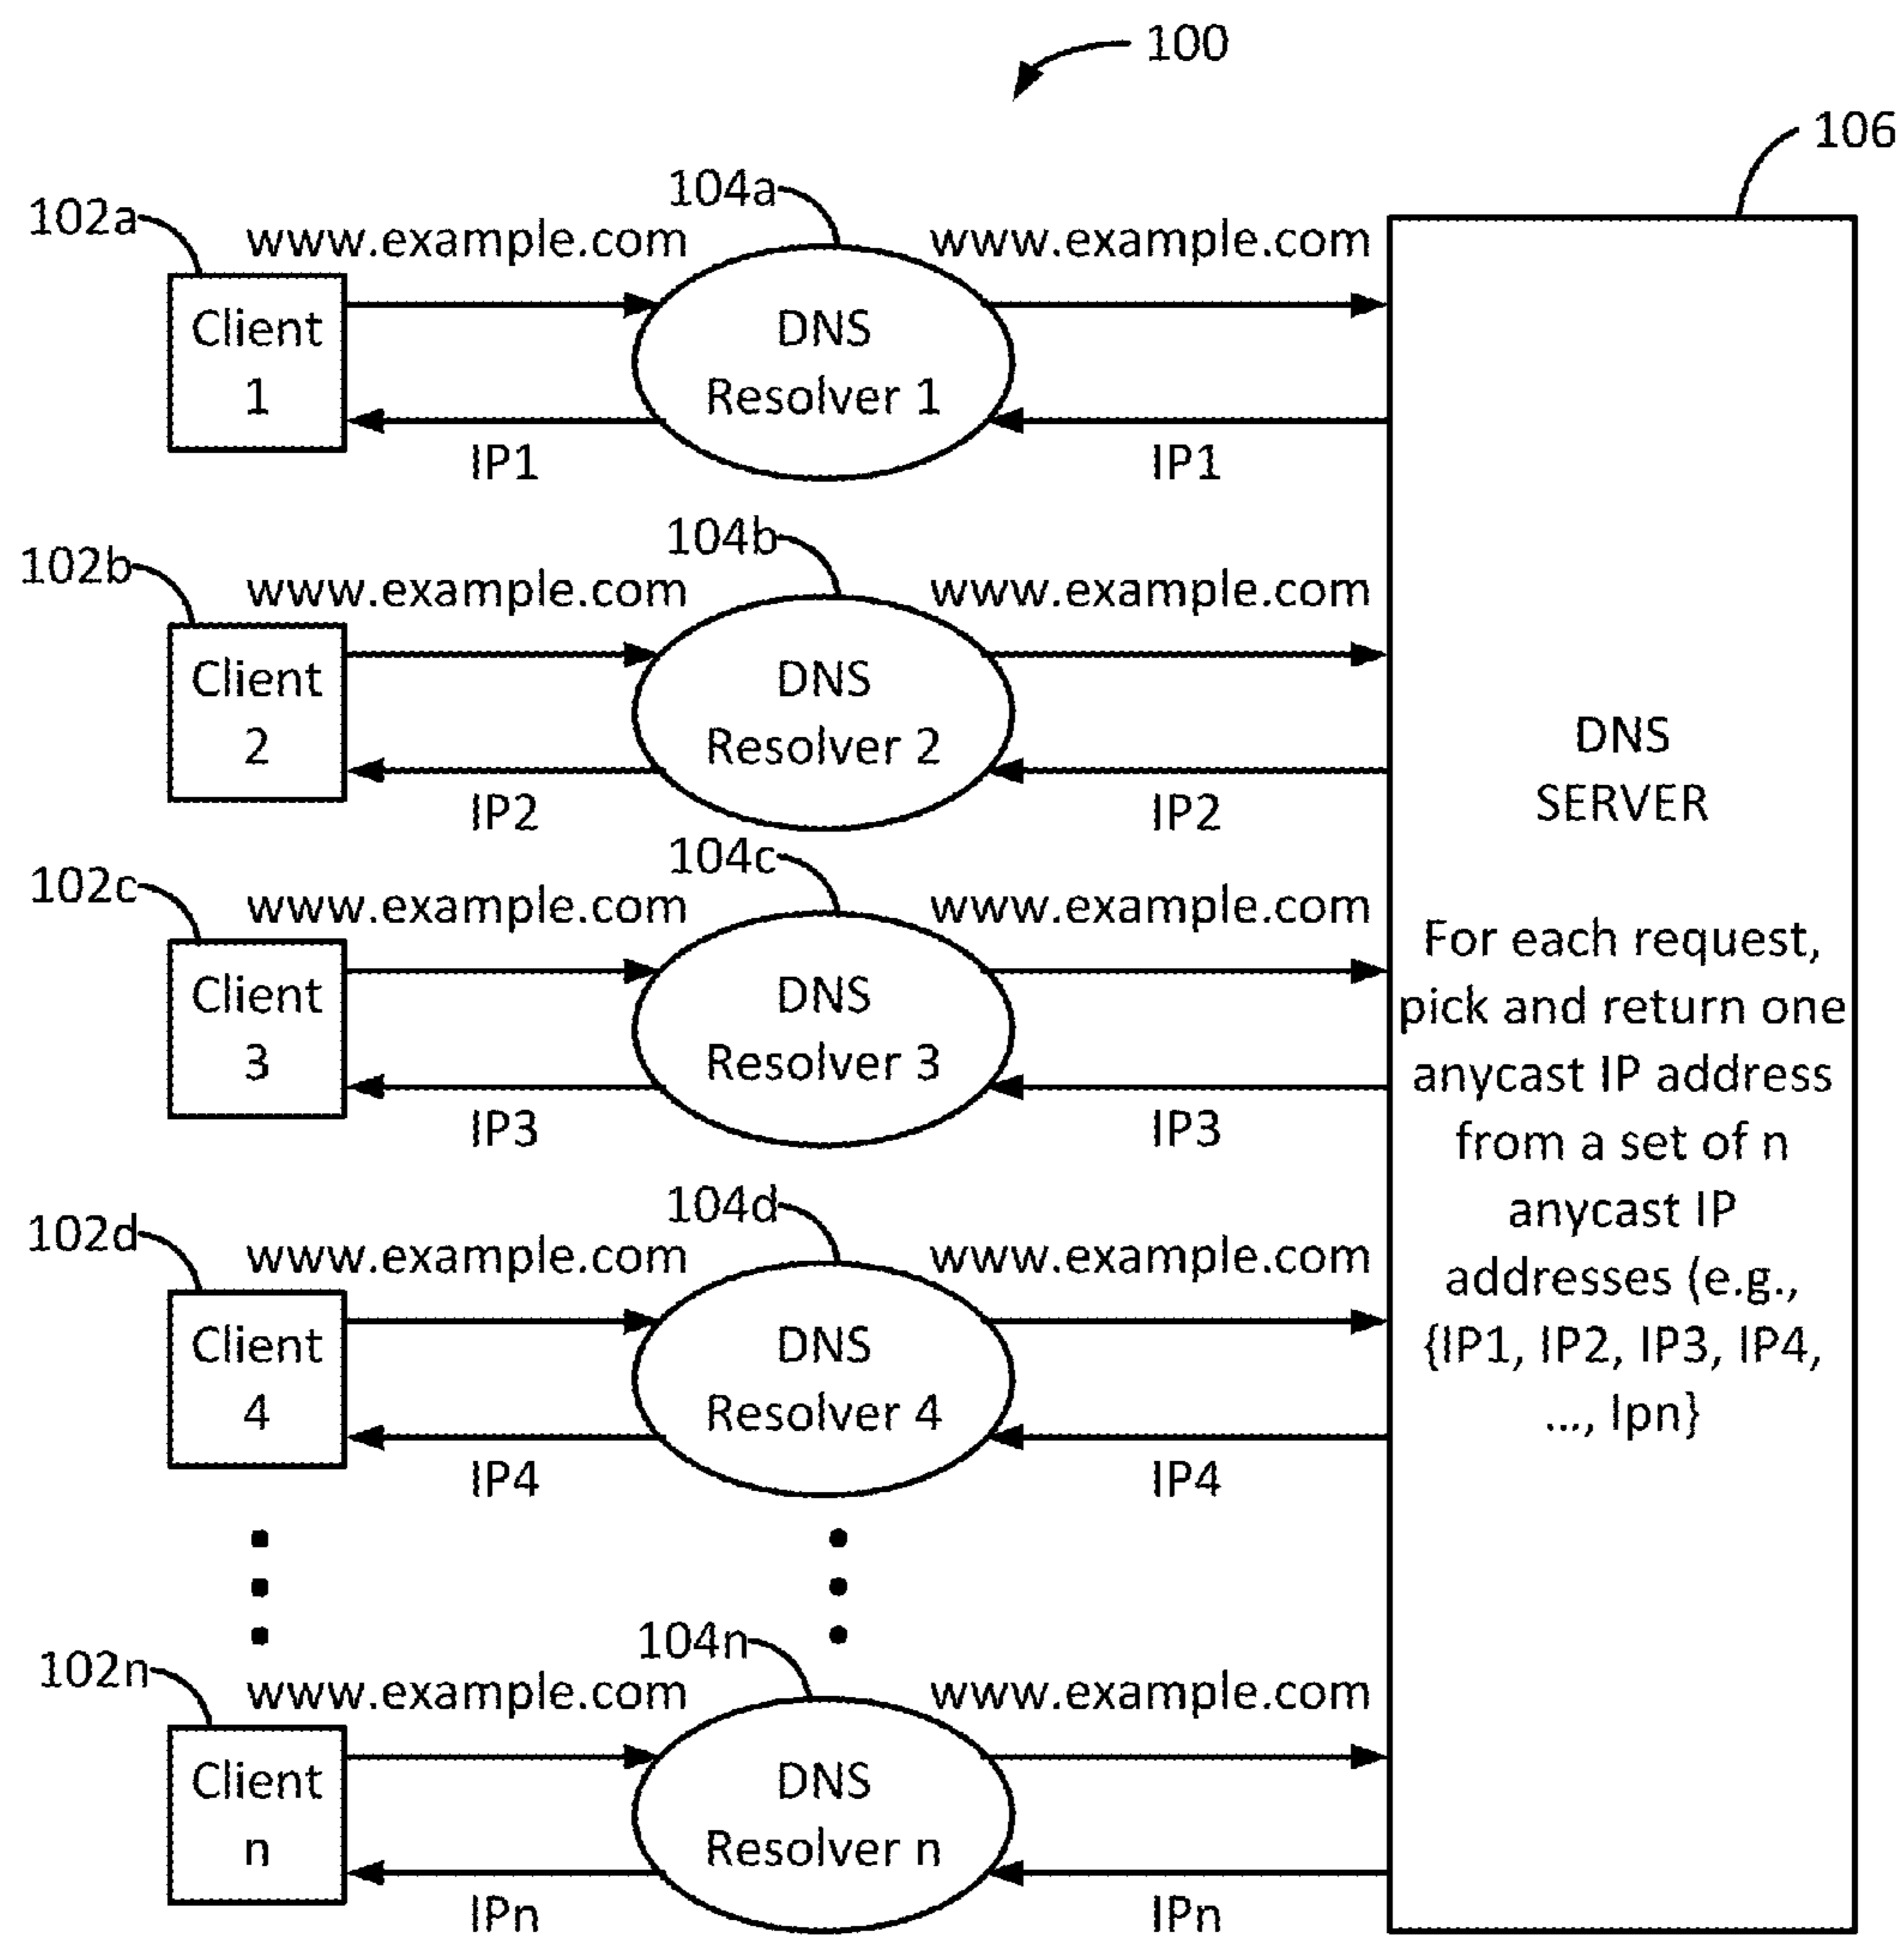 100
106
104a
102a
www.example.com
www.example.com
Client
1
DNS
Resolver 1
IP1
IP1
104b
102b
www.example.com
www.example.com
Client
2
DNS
Resolver 2
IP2
IP2
104c
102c
www.example.com
www.example.com
Client
3
DNS
Resolver 3
IP3
IP3
104d
102d
www.example.com
www.example.com
Client
4
DNS
Resolver 4
IP4
IP4
104n
102n
www.example.com
www.example.com
Client
n
DNS
Resolver n
IPn
IPn
DNS
SERVER
For each request,
pick and return one
anycast IP address
from a set of n
anycast IP
addresses (e.g.,
{IP1, IP2, IP3, IP4,
..., Ipn}